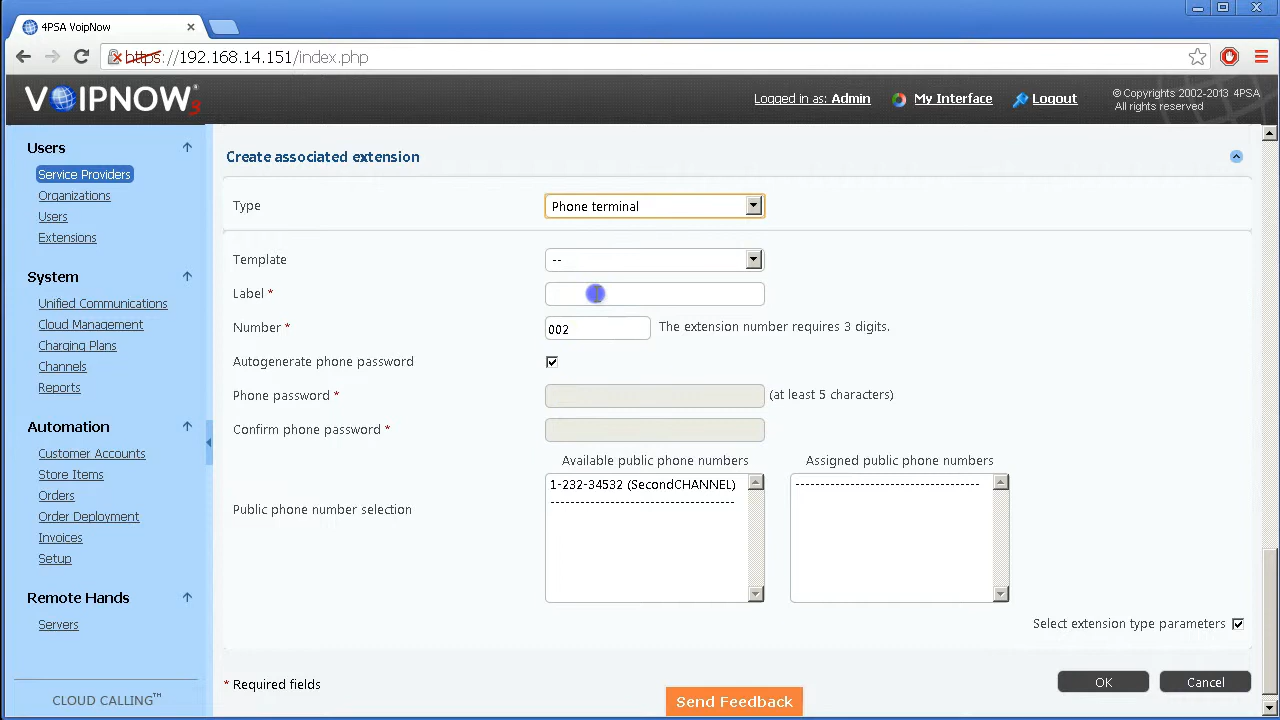 4PSA VoipNow
https://192.168.14.151/index.php
VOIPNOW 3
Logged in as: Admin
My Interface
Logout
© Copyrights 2002-2013 4PSA
All rights reserved
Users
Service Providers
Organizations
Users
Extensions
System
Unified Communications
Cloud Management
Charging Plans
Channels
Reports
Automation
Customer Accounts
Store Items
Orders
Order Deployment
Invoices
Setup
Remote Hands
Servers
CLOUD CALLING™
Create associated extension
Type
Phone terminal
Template
--
Label *
Number *
002
The extension number requires 3 digits.
Autogenerate phone password
Phone password *
(at least 5 characters)
Confirm phone password *
Available public phone numbers
Assigned public phone numbers
Public phone number selection
1-232-34532 (SecondCHANNEL)
-----------------------------------
-----------------------------------
Select extension type parameters
* Required fields
OK
Cancel
Send Feedback